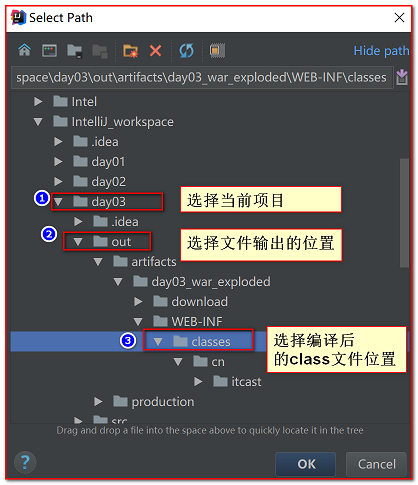 Select Path
Hide path
space\day03\out\artifacts\day03_war_exploded\WEB-INF\classes
Intel
IntelliJ_workspace
.idea
day01
day02
1 day03 选择当前项目
.idea
2 out 选择文件输出的位置
artifacts
day03_war_exploded
download
WEB-INF
3 classes 选择编译后
的class文件位置
cn
itcast
production
src
Drag and drop a file into the space above to quickly locate it in the tree
? OK Cancel